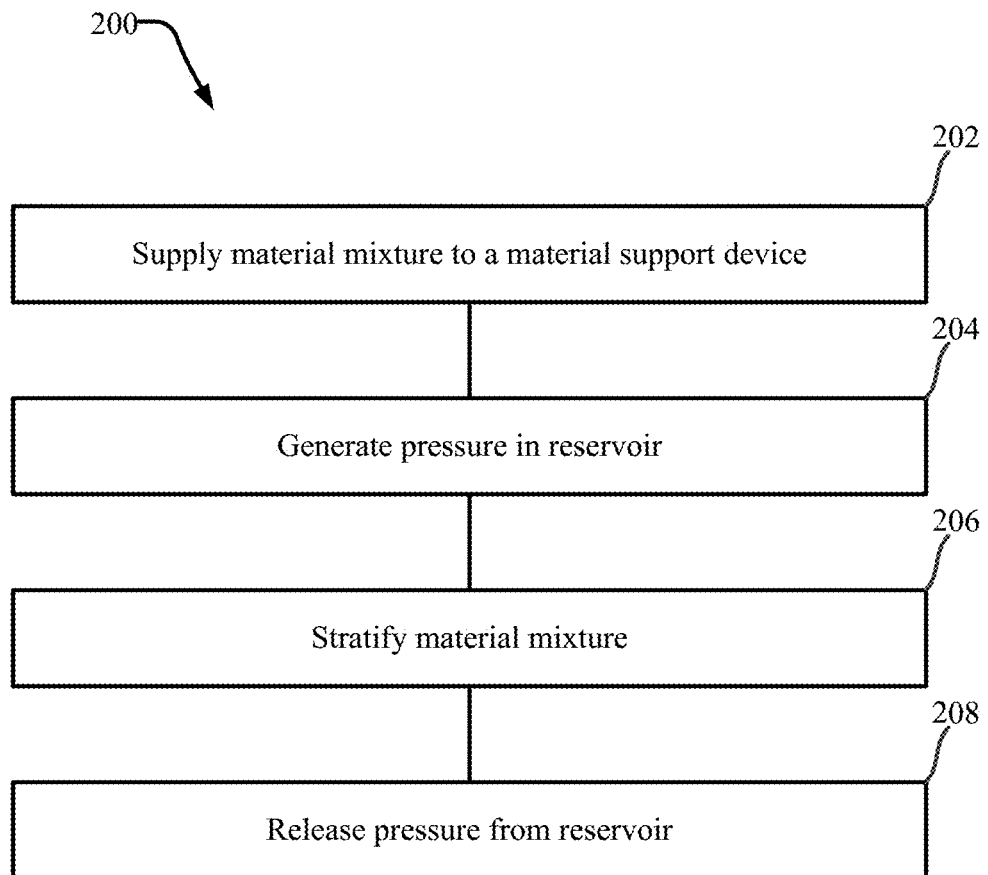 200
202
Supply material mixture to a material support device
204
Generate pressure in reservoir
206
Stratify material mixture
208
Release pressure from reservoir